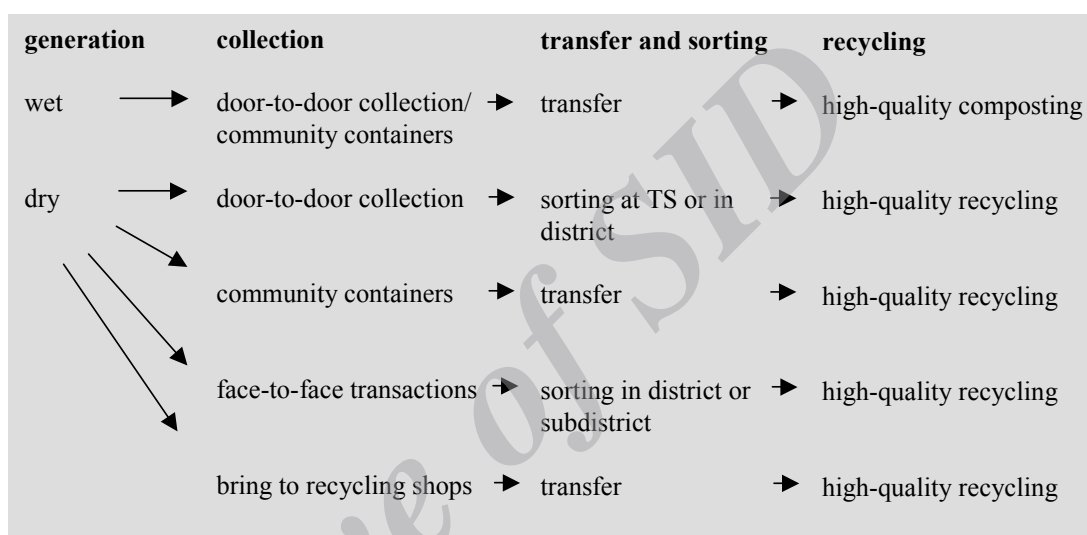 generation collection transfer and sorting recycling
wet door-to-door collection/ transfer high-quality composting
community containers
dry door-to-door collection sorting at TS or in high-quality recycling
district
community containers transfer high-quality recycling
face-to-face transactions sorting in district or high-quality recycling
subdistrict
bring to recycling shops transfer high-quality recycling
of SID